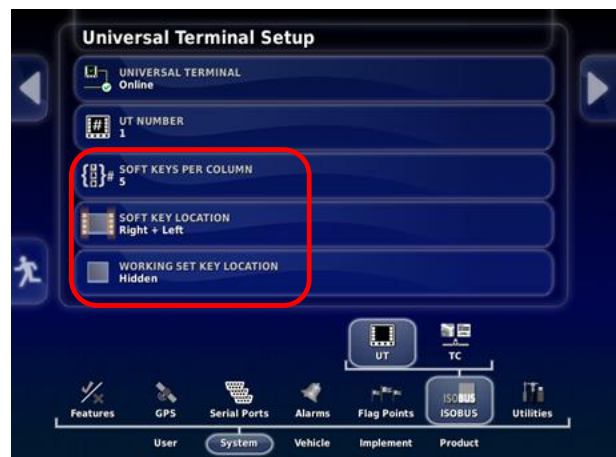 Universal Terminal Setup
UNIVERSAL TERMINAL
Online
UT NUMBER
1
SOFT KEYS PER COLUMN
5
SOFT KEY LOCATION
Right + Left
WORKING SET KEY LOCATION
Hidden
UT TC
Features GPS Serial Ports Alarms Flag Points ISOBUS ISOBUS Utilities
User System Vehicle Implement Product